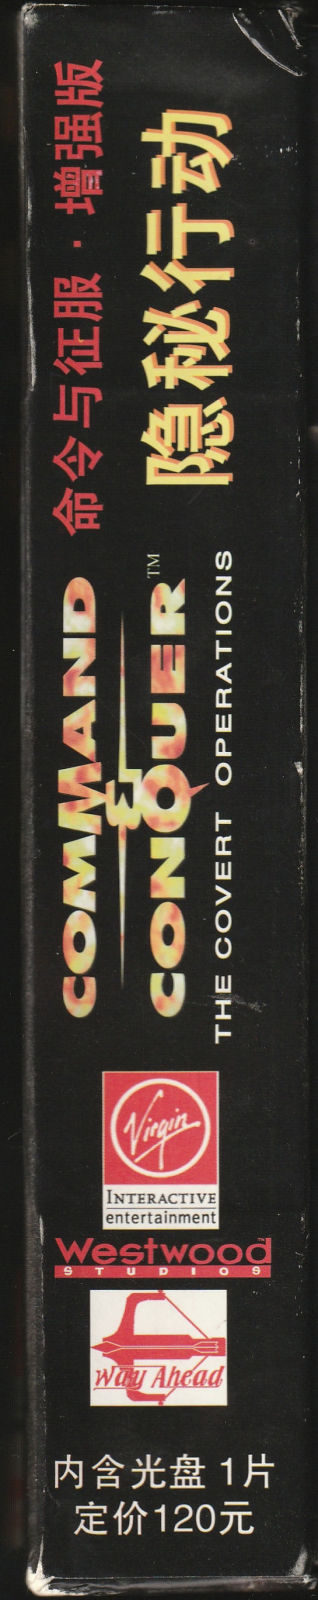 命令与征服·增强版
隐秘行动
COMMAND
&
CONQUER™
THE COVERT OPERATIONS
Virgin
INTERACTIVE
entertainment
Westwood
STUDIOS
Way Ahead
内含光盘 1片
定价120元